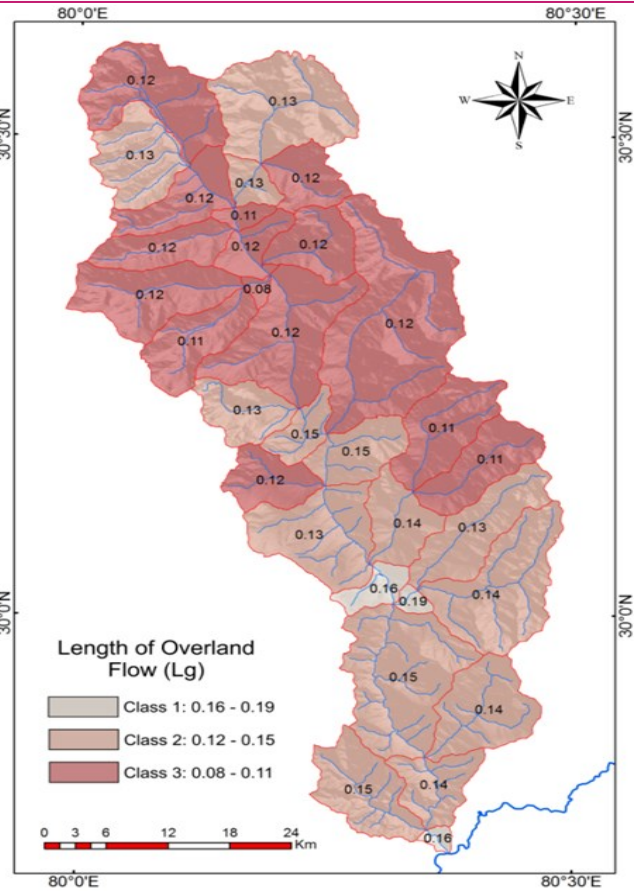 80°0'E
80°30'E
N
W E
S
30°30'N
30°30'N
0.12
0.13
0.13
0.13
0.12
0.12
0.11
0.12
0.12
0.12
0.08
0.12
0.12
0.12
0.11
0.13
0.15
0.11
0.15
0.11
0.12
0.14
0.13
0.13
0.16
0.19
0.14
30°0'N
30°0'N
0.15
0.14
0.15
0.14
0.16
Length of Overland
Flow (Lg)
Class 1: 0.16 - 0.19
Class 2: 0.12 - 0.15
Class 3: 0.08 - 0.11
0 3 6 12 18 24
Km
80°0'E
80°30'E